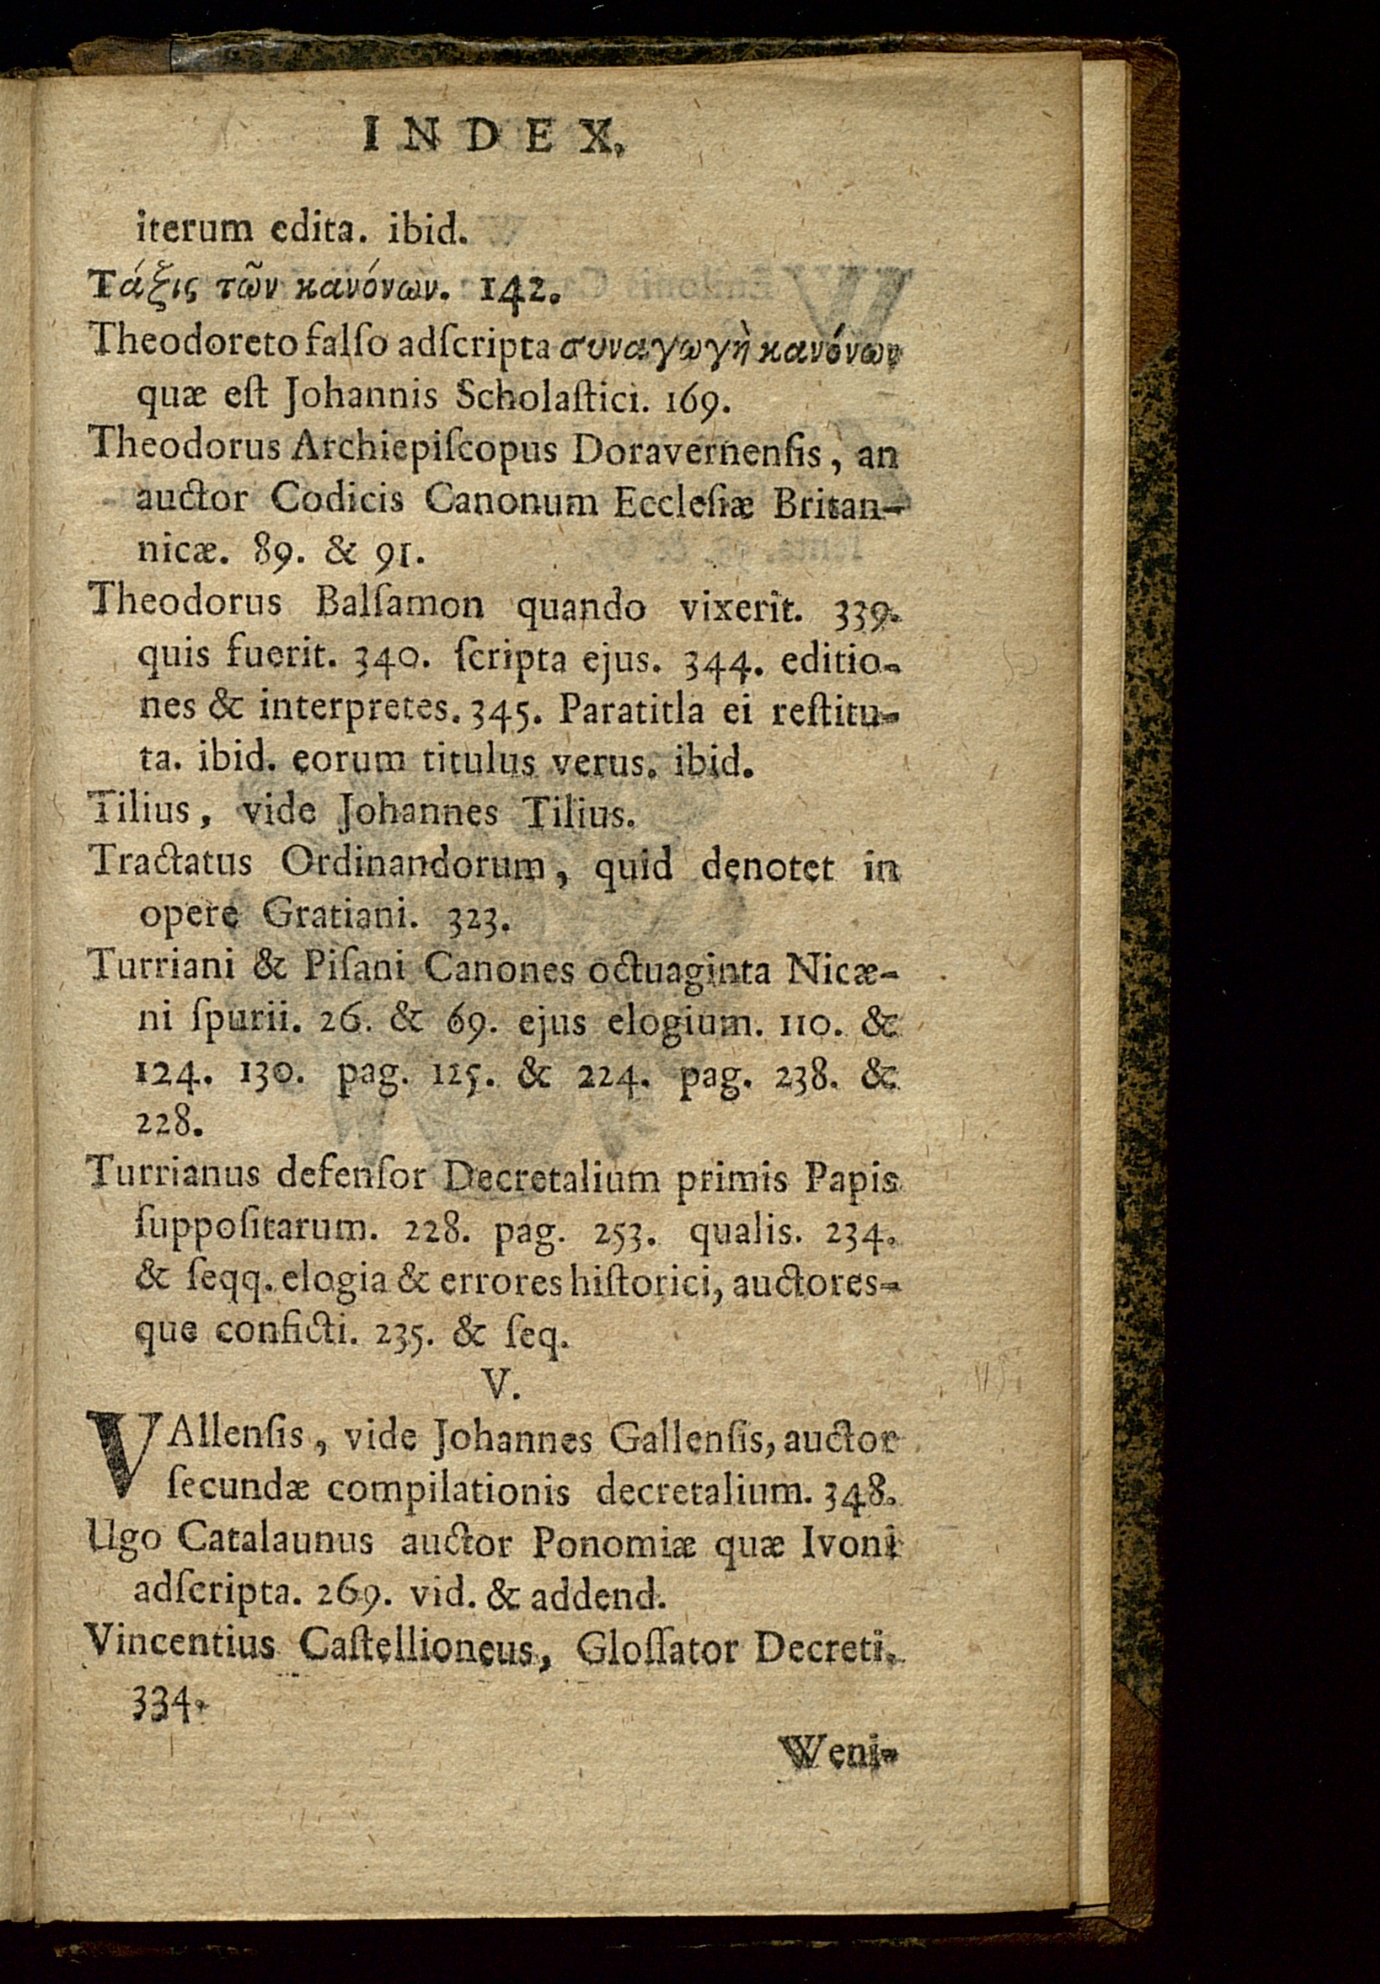 INDEX.
iterum edita. ibid.
Τάξις τῶν κανόνων. 142.
Theodoreto falſo adſcripta συναγωγὴ κανόνων
quæ eſt Johannis Scholaſtici. 169.
Theodorus Archiepiſcopus Doravernenſis, an
auctor Codicis Canonum Eccleſiæ Britan-
nicæ. 89. & 91.
Theodorus Balſamon quando vixerit. 339.
quis fuerit. 340. ſcripta ejus. 344. editio-
nes & interpretes. 345. Paratitla ei reſtitu-
ta. ibid. eorum titulus verus. ibid.
Tilius, vide Johannes Tilius.
Tractatus Ordinandorum, quid denotet in
opere Gratiani. 323.
Turriani & Piſani Canones octuaginta Nicæ-
ni ſpurii. 26. & 69. ejus elogium. 110. &
124. 130. pag. 125. & 224. pag. 238. &
228.
Turrianus defenſor Decretalium primis Papis
ſuppoſitarum. 228. pag. 253. qualis. 234.
& ſeqq. elogia & errores hiſtorici, auctores-
que conficti. 235. & ſeq.
V.
VAllenſis, vide Johannes Gallenſis, auctor
ſecundæ compilationis decretalium. 348.
Ugo Catalaunus auctor Ponomiæ quæ Ivoni
adſcripta. 269. vid. & addend.
Vincentius Caſtellioneus, Gloſſator Decreti.
334.
Weni-